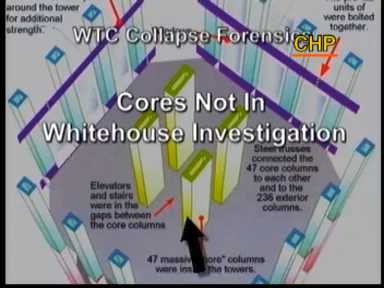 around the tower
for additional
strength.
units of
were bolted
together.
WTC Collapse Forensics
CHP
Cores Not In
Whitehouse Investigation
Steel trusses
connected the
47 core columns
to each other
and to the
236 exterior
columns.
Elevators
and stairs
were in the
gaps between
the core columns
47 massive "core" columns
were inside the towers.